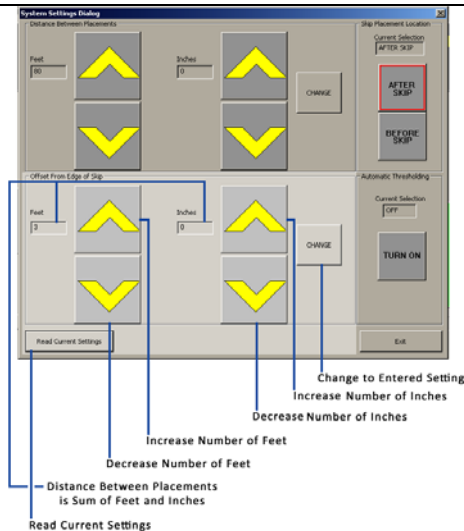 System Settings Dialog
Distance Between Placements
Skip Placement Location
Feet
80
Inches
0
CHANGE
Current Selection
AFTER SKIP
AFTER
SKIP
BEFORE
SKIP
Offset From Edge of Skip
Automatic Thresholding
Feet
3
Inches
0
CHANGE
Current Selection
OFF
TURN ON
Read Current Settings
Exit
Change to Entered Setting
Increase Number of Inches
Decrease Number of Inches
Increase Number of Feet
Decrease Number of Feet
Distance Between Placements
is Sum of Feet and Inches
Read Current Settings